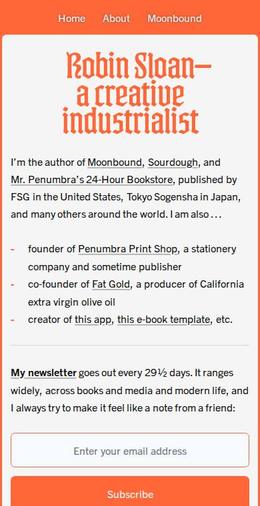 Home About Moonbound
Robin Sloan—
a creative
industrialist
I'm the author of Moonbound, Sourdough, and
Mr. Penumbra's 24-Hour Bookstore, published by
FSG in the United States, Tokyo Sogensha in Japan,
and many others around the world. I am also . . .
- founder of Penumbra Print Shop, a stationery
company and sometime publisher
- co-founder of Fat Gold, a producer of California
extra virgin olive oil
- creator of this app, this e-book template, etc.
My newsletter goes out every 29½ days. It ranges
widely, across books and media and modern life, and
I always try to make it feel like a note from a friend:
Enter your email address
Subscribe